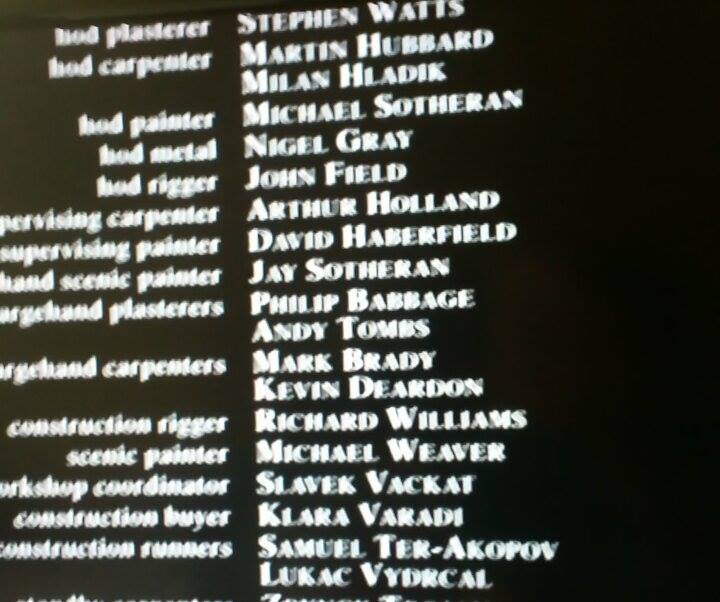 hod plasterer STEPHEN WATTS
hod carpenter MARTIN HUBBARD
MILAN HLADIK
hod painter MICHAEL SOTHERAN
hod metal NIGEL GRAY
hod rigger JOHN FIELD
pervising carpenter ARTHUR HOLLAND
supervising painter DAVID HABERFIELD
hand scenic painter JAY SOTHERAN
argehand plasterers PHILIP BABBAGE
ANDY TOMBS
argehand carpenters MARK BRADY
KEVIN DEARDON
construction rigger RICHARD WILLIAMS
scenic painter MICHAEL WEAVER
orkshop coordinator SLAVEK VACKAT
construction buyer KLARA VARADI
construction runners SAMUEL TER-AKOPOV
LUKAC VYDRCAL